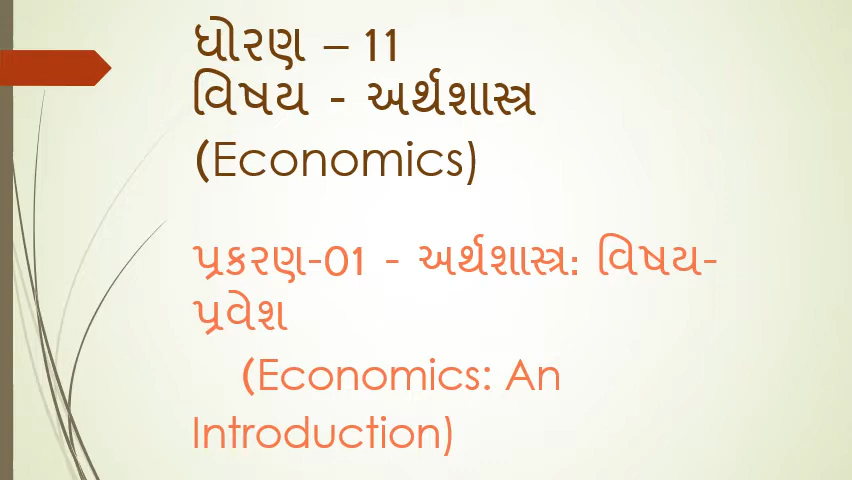 ધોરણ – 11
વિષય - અર્થશાસ્ત્ર
(Economics)
પ્રકરણ-01 - અર્થશાસ્ત્ર: વિષય-
પ્રવેશ
(Economics: An
Introduction)